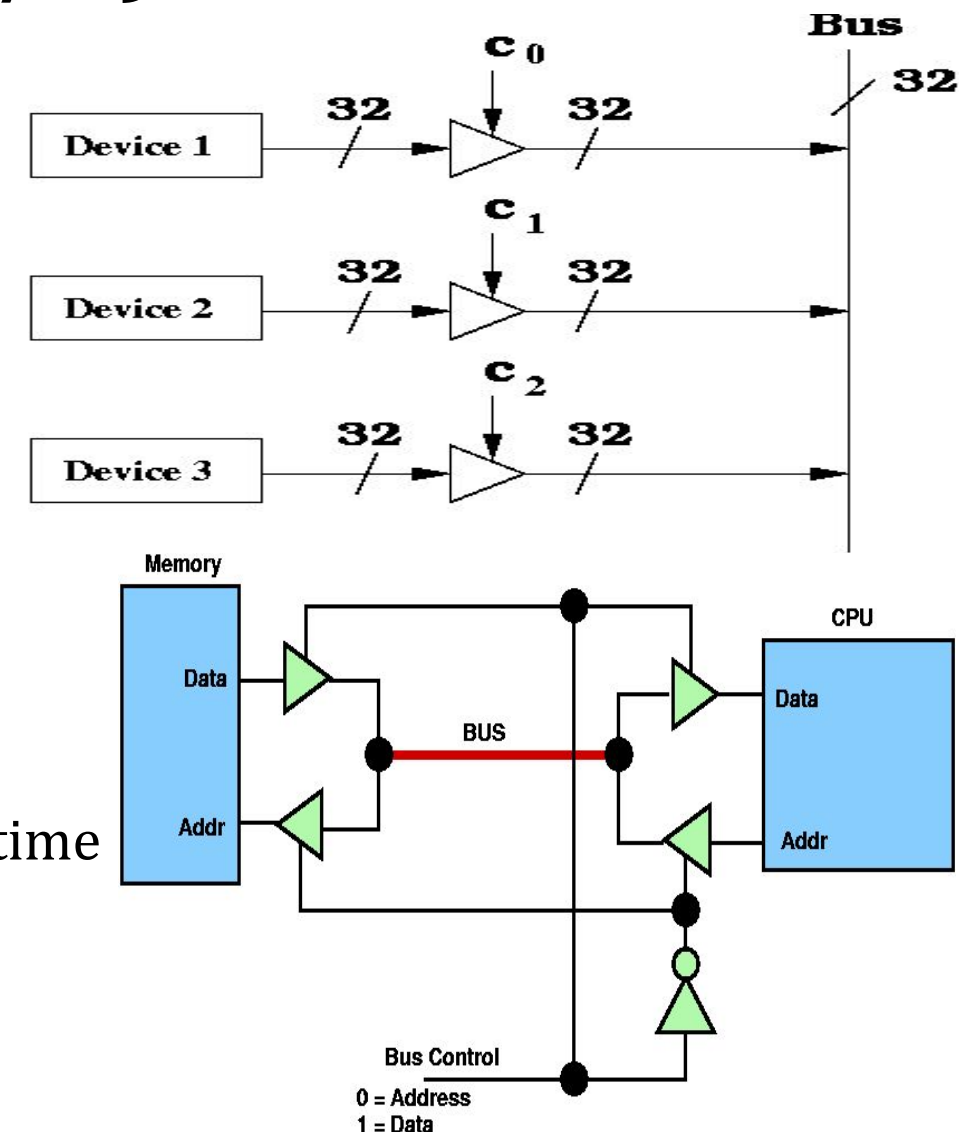 Bus
32
c 0
32
32
Device 1
c 1
32
32
Device 2
c 2
32
32
Device 3
Memory
CPU
Data
Data
BUS
time
Addr
Addr
Bus Control
0 = Address
1 = Data